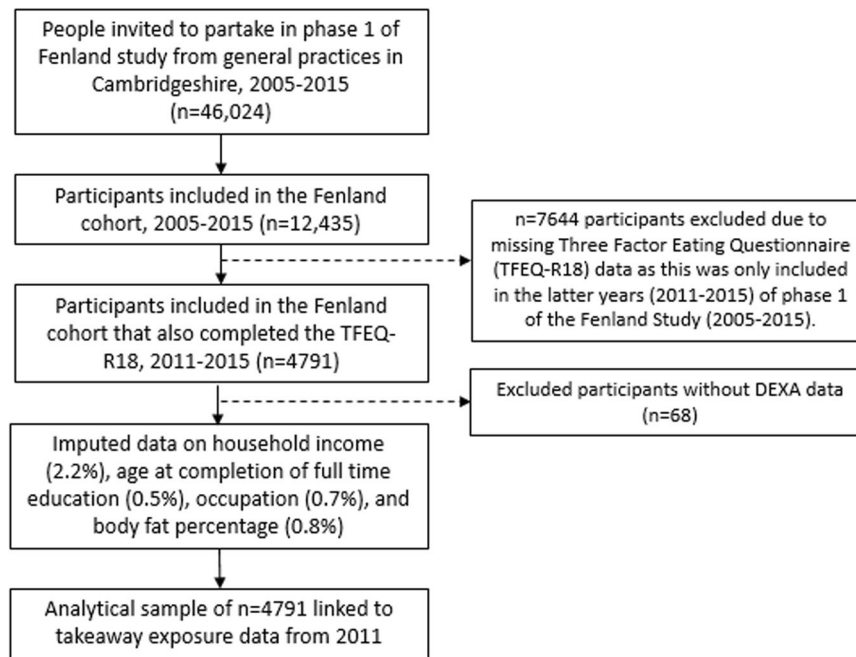 People invited to partake in phase 1 of
Fenland study from general practices in
Cambridgeshire, 2005-2015
(n=46,024)
Participants included in the Fenland
cohort, 2005-2015 (n=12,435)
n=7644 participants excluded due to
missing Three Factor Eating Questionnaire
(TFEQ-R18) data as this was only included
in the latter years (2011-2015) of phase 1
of the Fenland Study (2005-2015).
Participants included in the Fenland
cohort that also completed the TFEQ-
R18, 2011-2015 (n=4791)
Excluded participants without DEXA data
(n=68)
Imputed data on household income
(2.2%), age at completion of full time
education (0.5%), occupation (0.7%), and
body fat percentage (0.8%)
Analytical sample of n=4791 linked to
takeaway exposure data from 2011